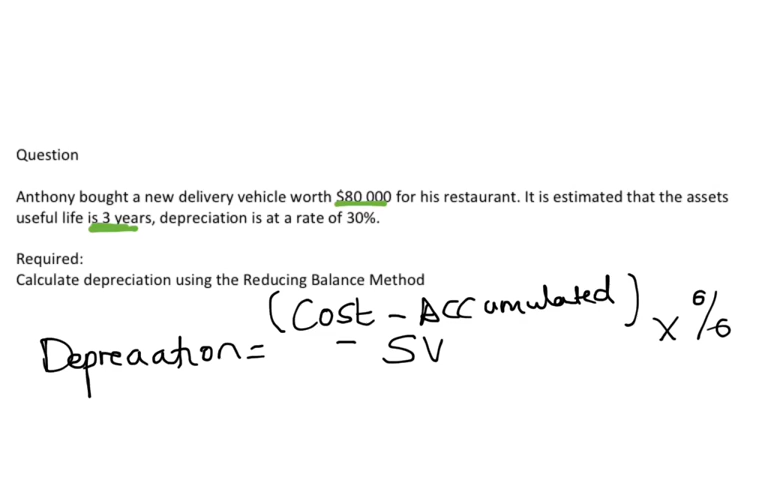 Question
Anthony bought a new delivery vehicle worth $80 000 for his restaurant. It is estimated that the assets
useful life is 3 years, depreciation is at a rate of 30%.
Required:
Calculate depreciation using the Reducing Balance Method
Depreciation = (Cost - Accumulated) x %
- SV